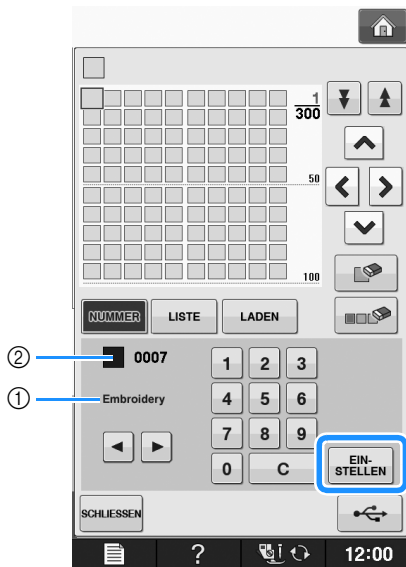 1
300
50
100
NUMMER LISTE LADEN
② 0007
① Embroidery
1 2 3
4 5 6
7 8 9
0 C
EIN-
STELLEN
SCHLIESSEN
? 12:00